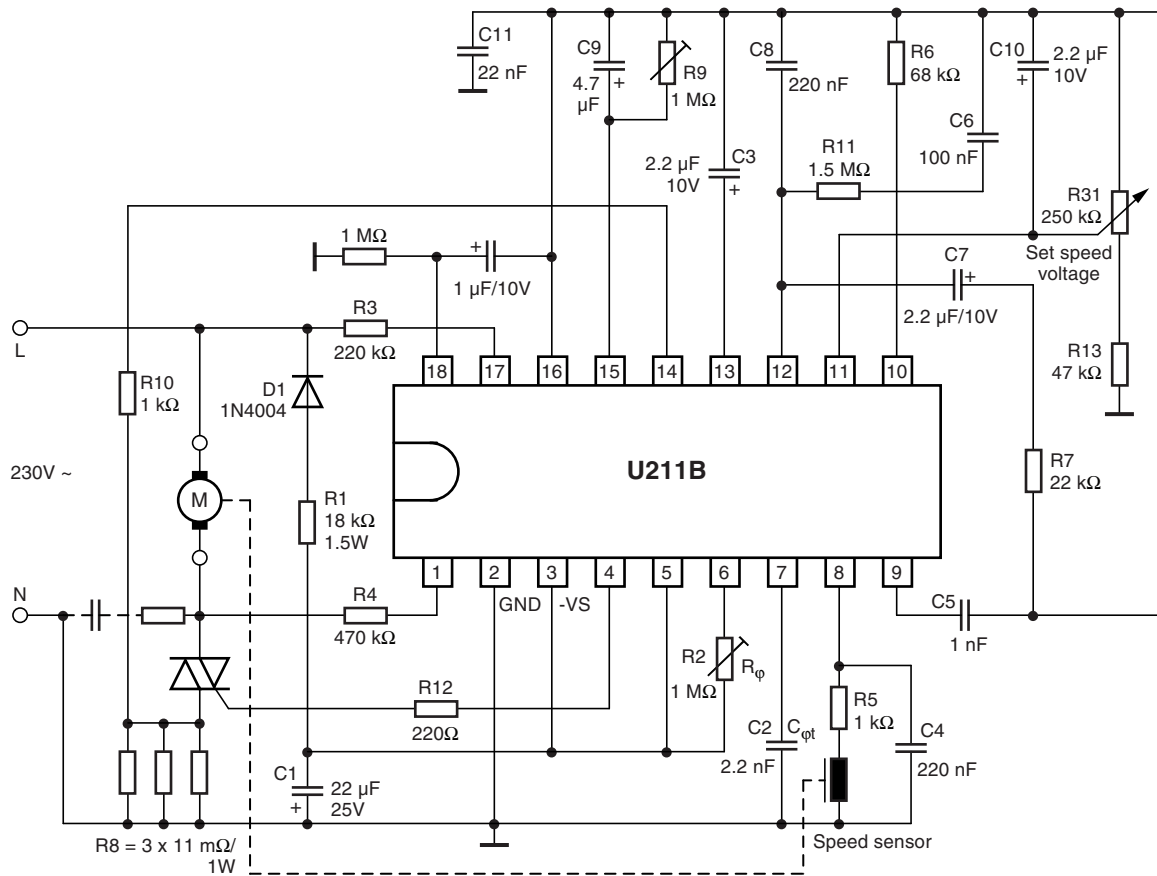 C11
22 nF
C9
4.7
µF
+
R9
1 MΩ
C8
220 nF
R6
68 kΩ
C10
+
2.2 µF
10V
C6
100 nF
R11
1.5 MΩ
2.2 µF
10V
C3
+
R31
250 kΩ
Set speed
voltage
1 MΩ
+
1 µF/10V
C7
+
2.2 µF/10V
L
R3
220 kΩ
R10
1 kΩ
D1
1N4004
18 17 16 15 14 13 12 11 10
R13
47 kΩ
230V ~
M
R1
18 kΩ
1.5W
U211B
R7
22 kΩ
N
R4
470 kΩ
1 2 3 4 5 6 7 8 9
GND -VS
C5
1 nF
R2
1 MΩ
Rφ
R12
220Ω
R5
1 kΩ
C2
2.2 nF
Cφt
C4
220 nF
C1
+
22 µF
25V
Speed sensor
R8 = 3 x 11 mΩ/
1W